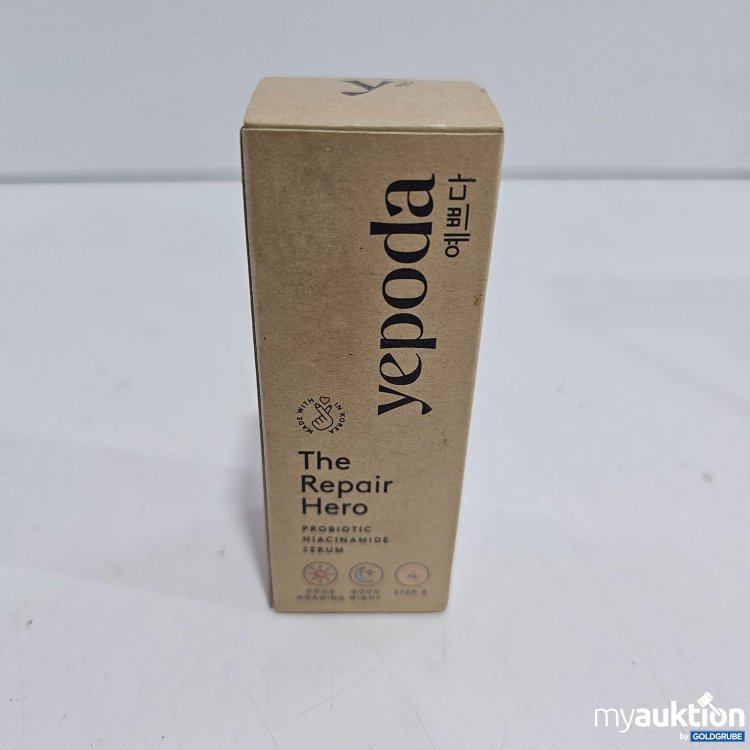 yepoda
예쁘다
MADE WITH
IN KOREA
The
Repair
Hero
PROBIOTIC
NIACINAMIDE
SERUM
GOOD MORNING
GOOD NIGHT
4
STEP 4
myauktion
by GOLDGRUBE